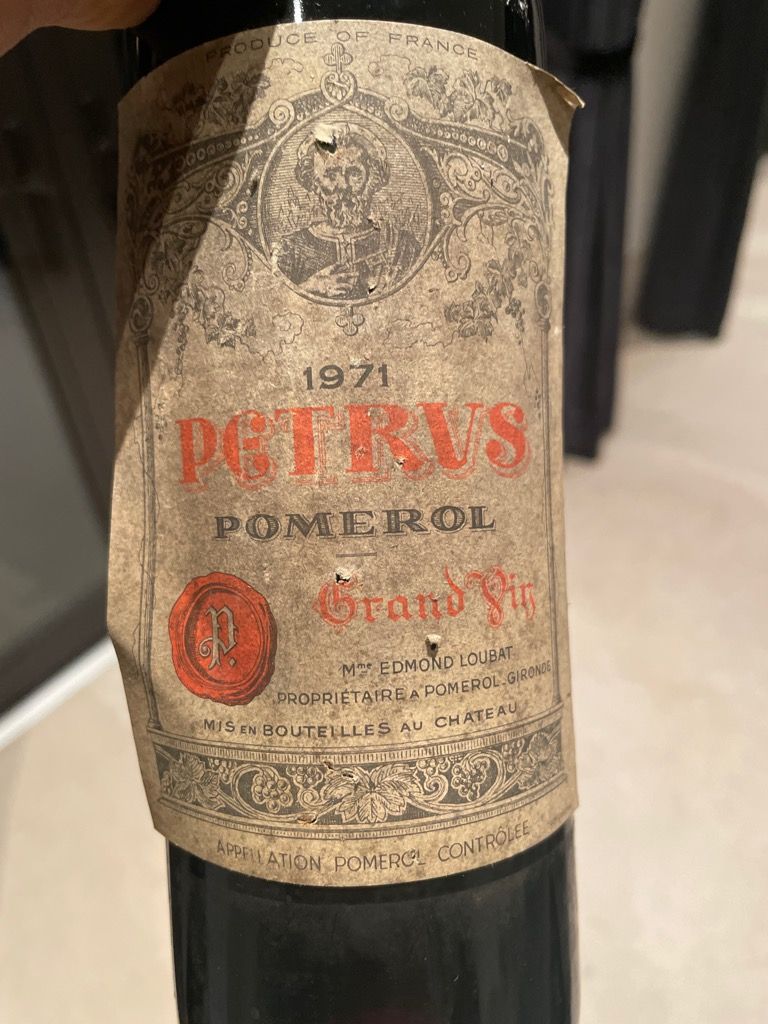 PRODUCE OF FRANCE
1971
PETRVS
POMEROL
Grand Vin
P.
Mme EDMOND LOUBAT
PROPRIÉTAIRE A POMEROL-GIRONDE
MIS EN BOUTEILLES AU CHATEAU
APPELLATION POMEROL CONTRÔLÉE